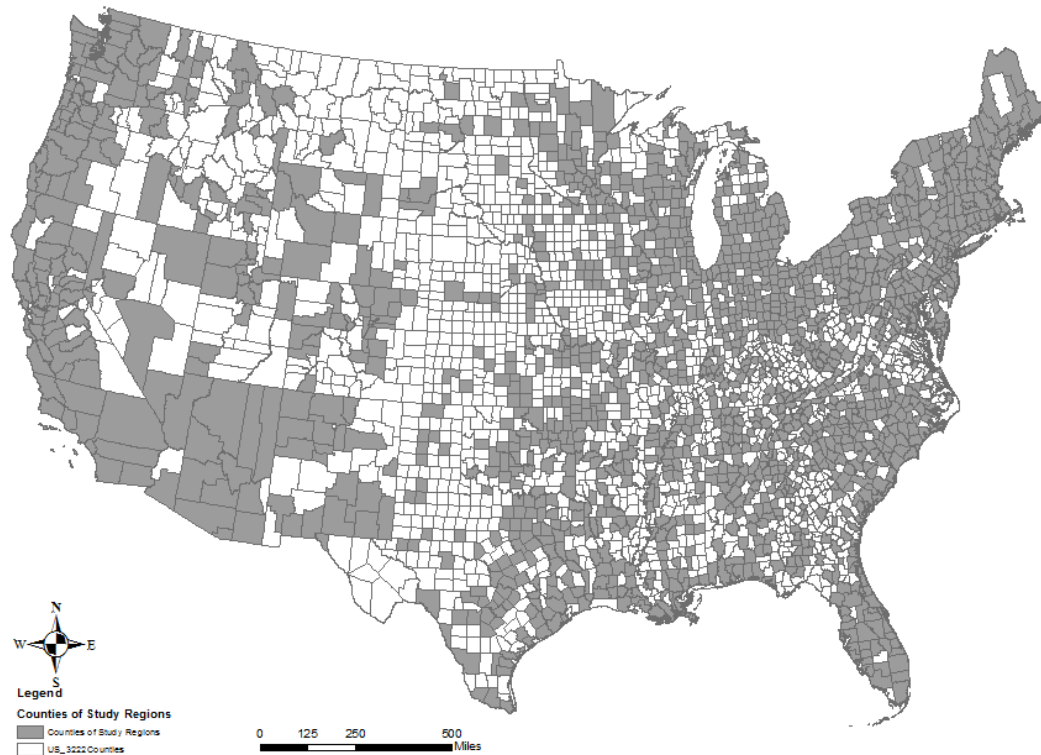 N
W E
S
Legend
Counties of Study Regions
Counties of Study Regions
US_3222Counties
0 125 250 500
Miles